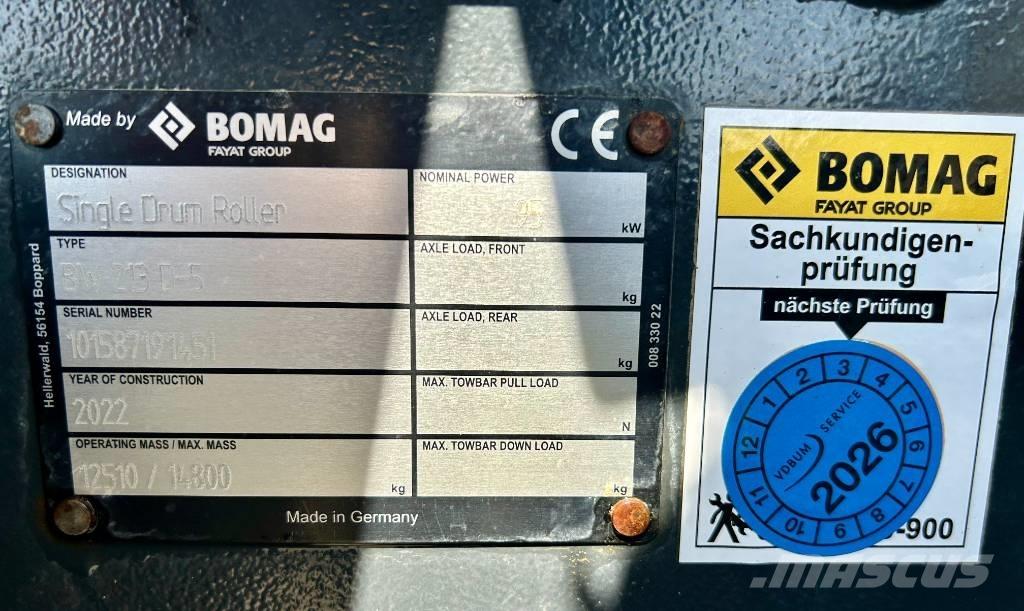 Made by BOMAG
FAYAT GROUP
CE
DESIGNATION
Single Drum Roller
TYPE
BW 213 D-5
SERIAL NUMBER
101587191451
YEAR OF CONSTRUCTION
2022
OPERATING MASS / MAX. MASS
12510 / 14800 kg
NOMINAL POWER
95 kW
AXLE LOAD, FRONT
kg
AXLE LOAD, REAR
kg
MAX. TOWBAR PULL LOAD
N
MAX. TOWBAR DOWN LOAD
kg
Made in Germany
Hellerwald, 56154 Boppard
008 330 22
BOMAG
FAYAT GROUP
Sachkundigen-
prüfung
nächste Prüfung
1 2 3 4 5 6 7 8 9 10 11 12
VDBUM SERVICE
2026
-900
MASCUS